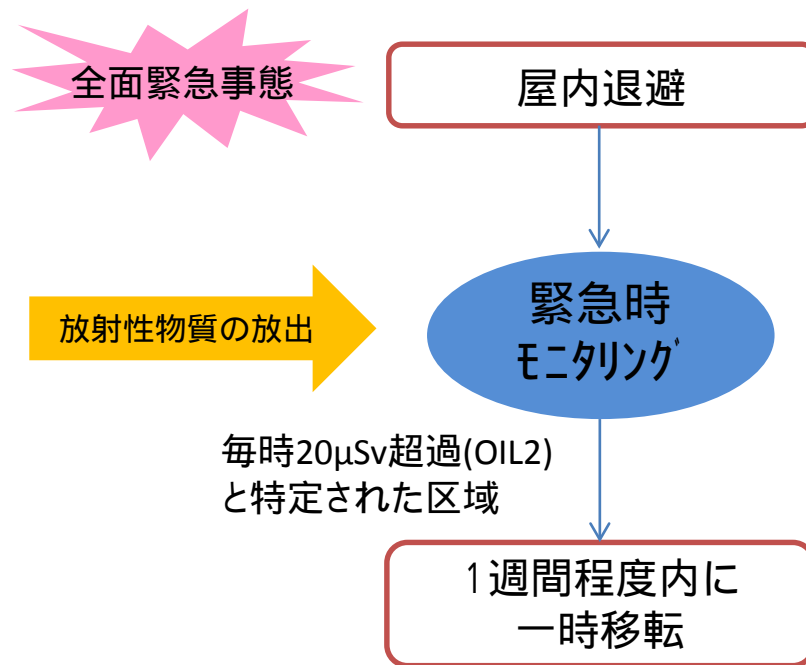 全面緊急事態
屋内退避
放射性物質の放出
緊急時
ﾓﾆﾀﾘﾝｸﾞ
毎時20μSv超過(OIL2)
と特定された区域
1週間程度内に
一時移転